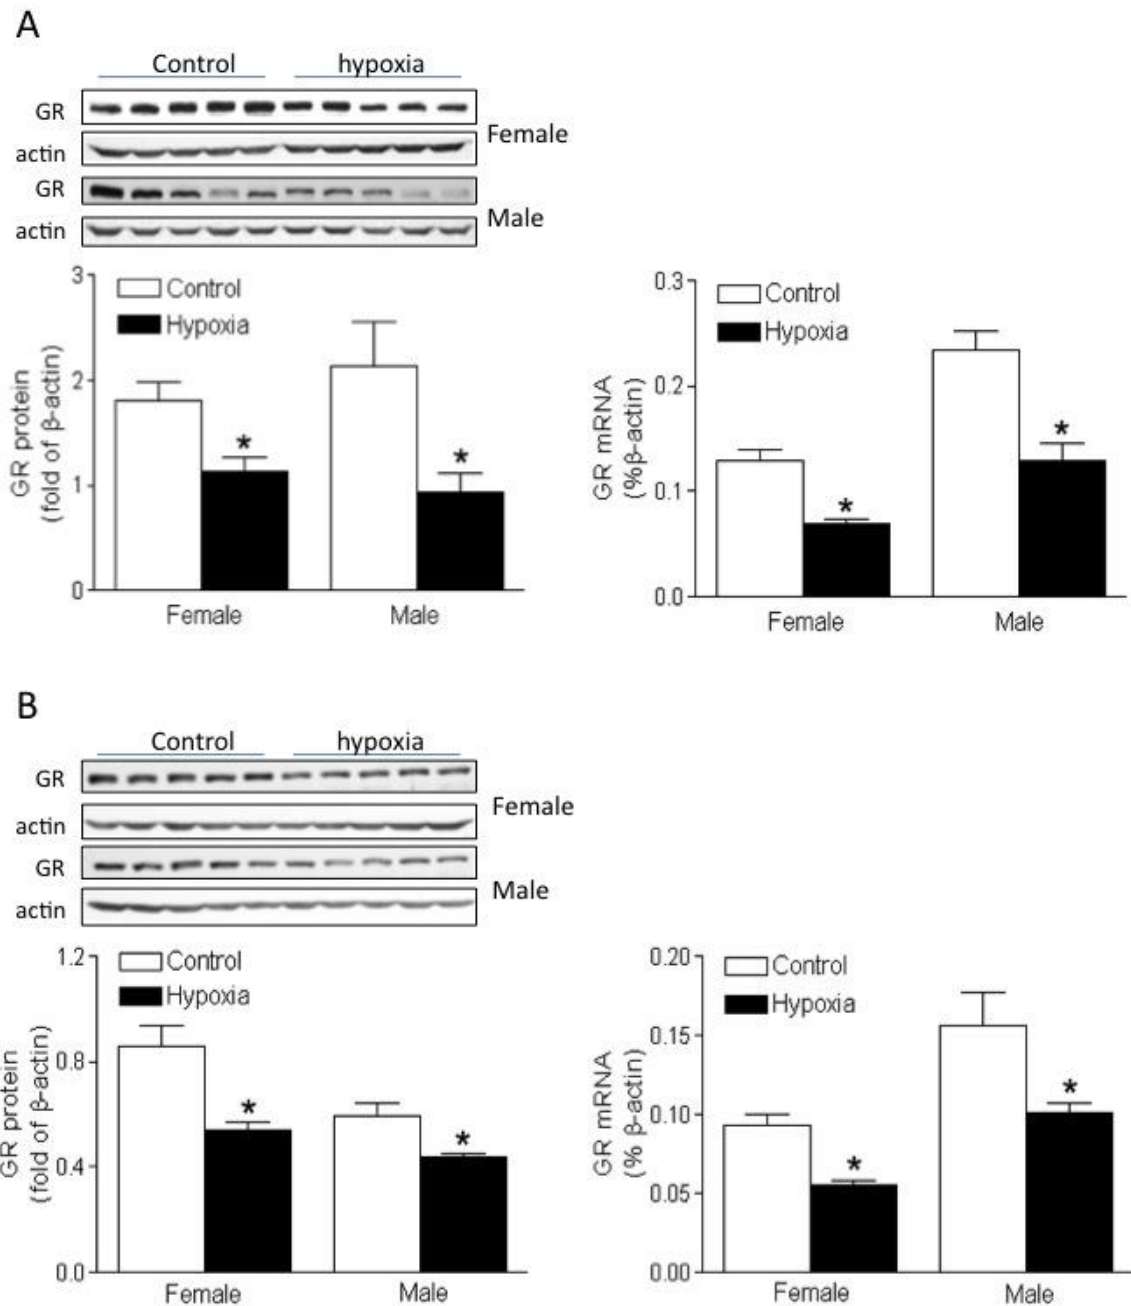 A
Control hypoxia
GR
Female
actin
GR
Male
actin
3
2
1
0
GR protein
(fold of β-actin)
Control
Hypoxia
*
*
Female Male
0.3
0.2
0.1
0.0
GR mRNA
(%β-actin)
Control
Hypoxia
*
*
Female Male
B
Control hypoxia
GR
Female
actin
GR
Male
actin
1.2
0.8
0.4
0.0
GR protein
(fold of β-actin)
Control
Hypoxia
*
*
Female Male
0.20
0.15
0.10
0.05
0.00
GR mRNA
(% β-actin)
Control
Hypoxia
*
*
Female Male